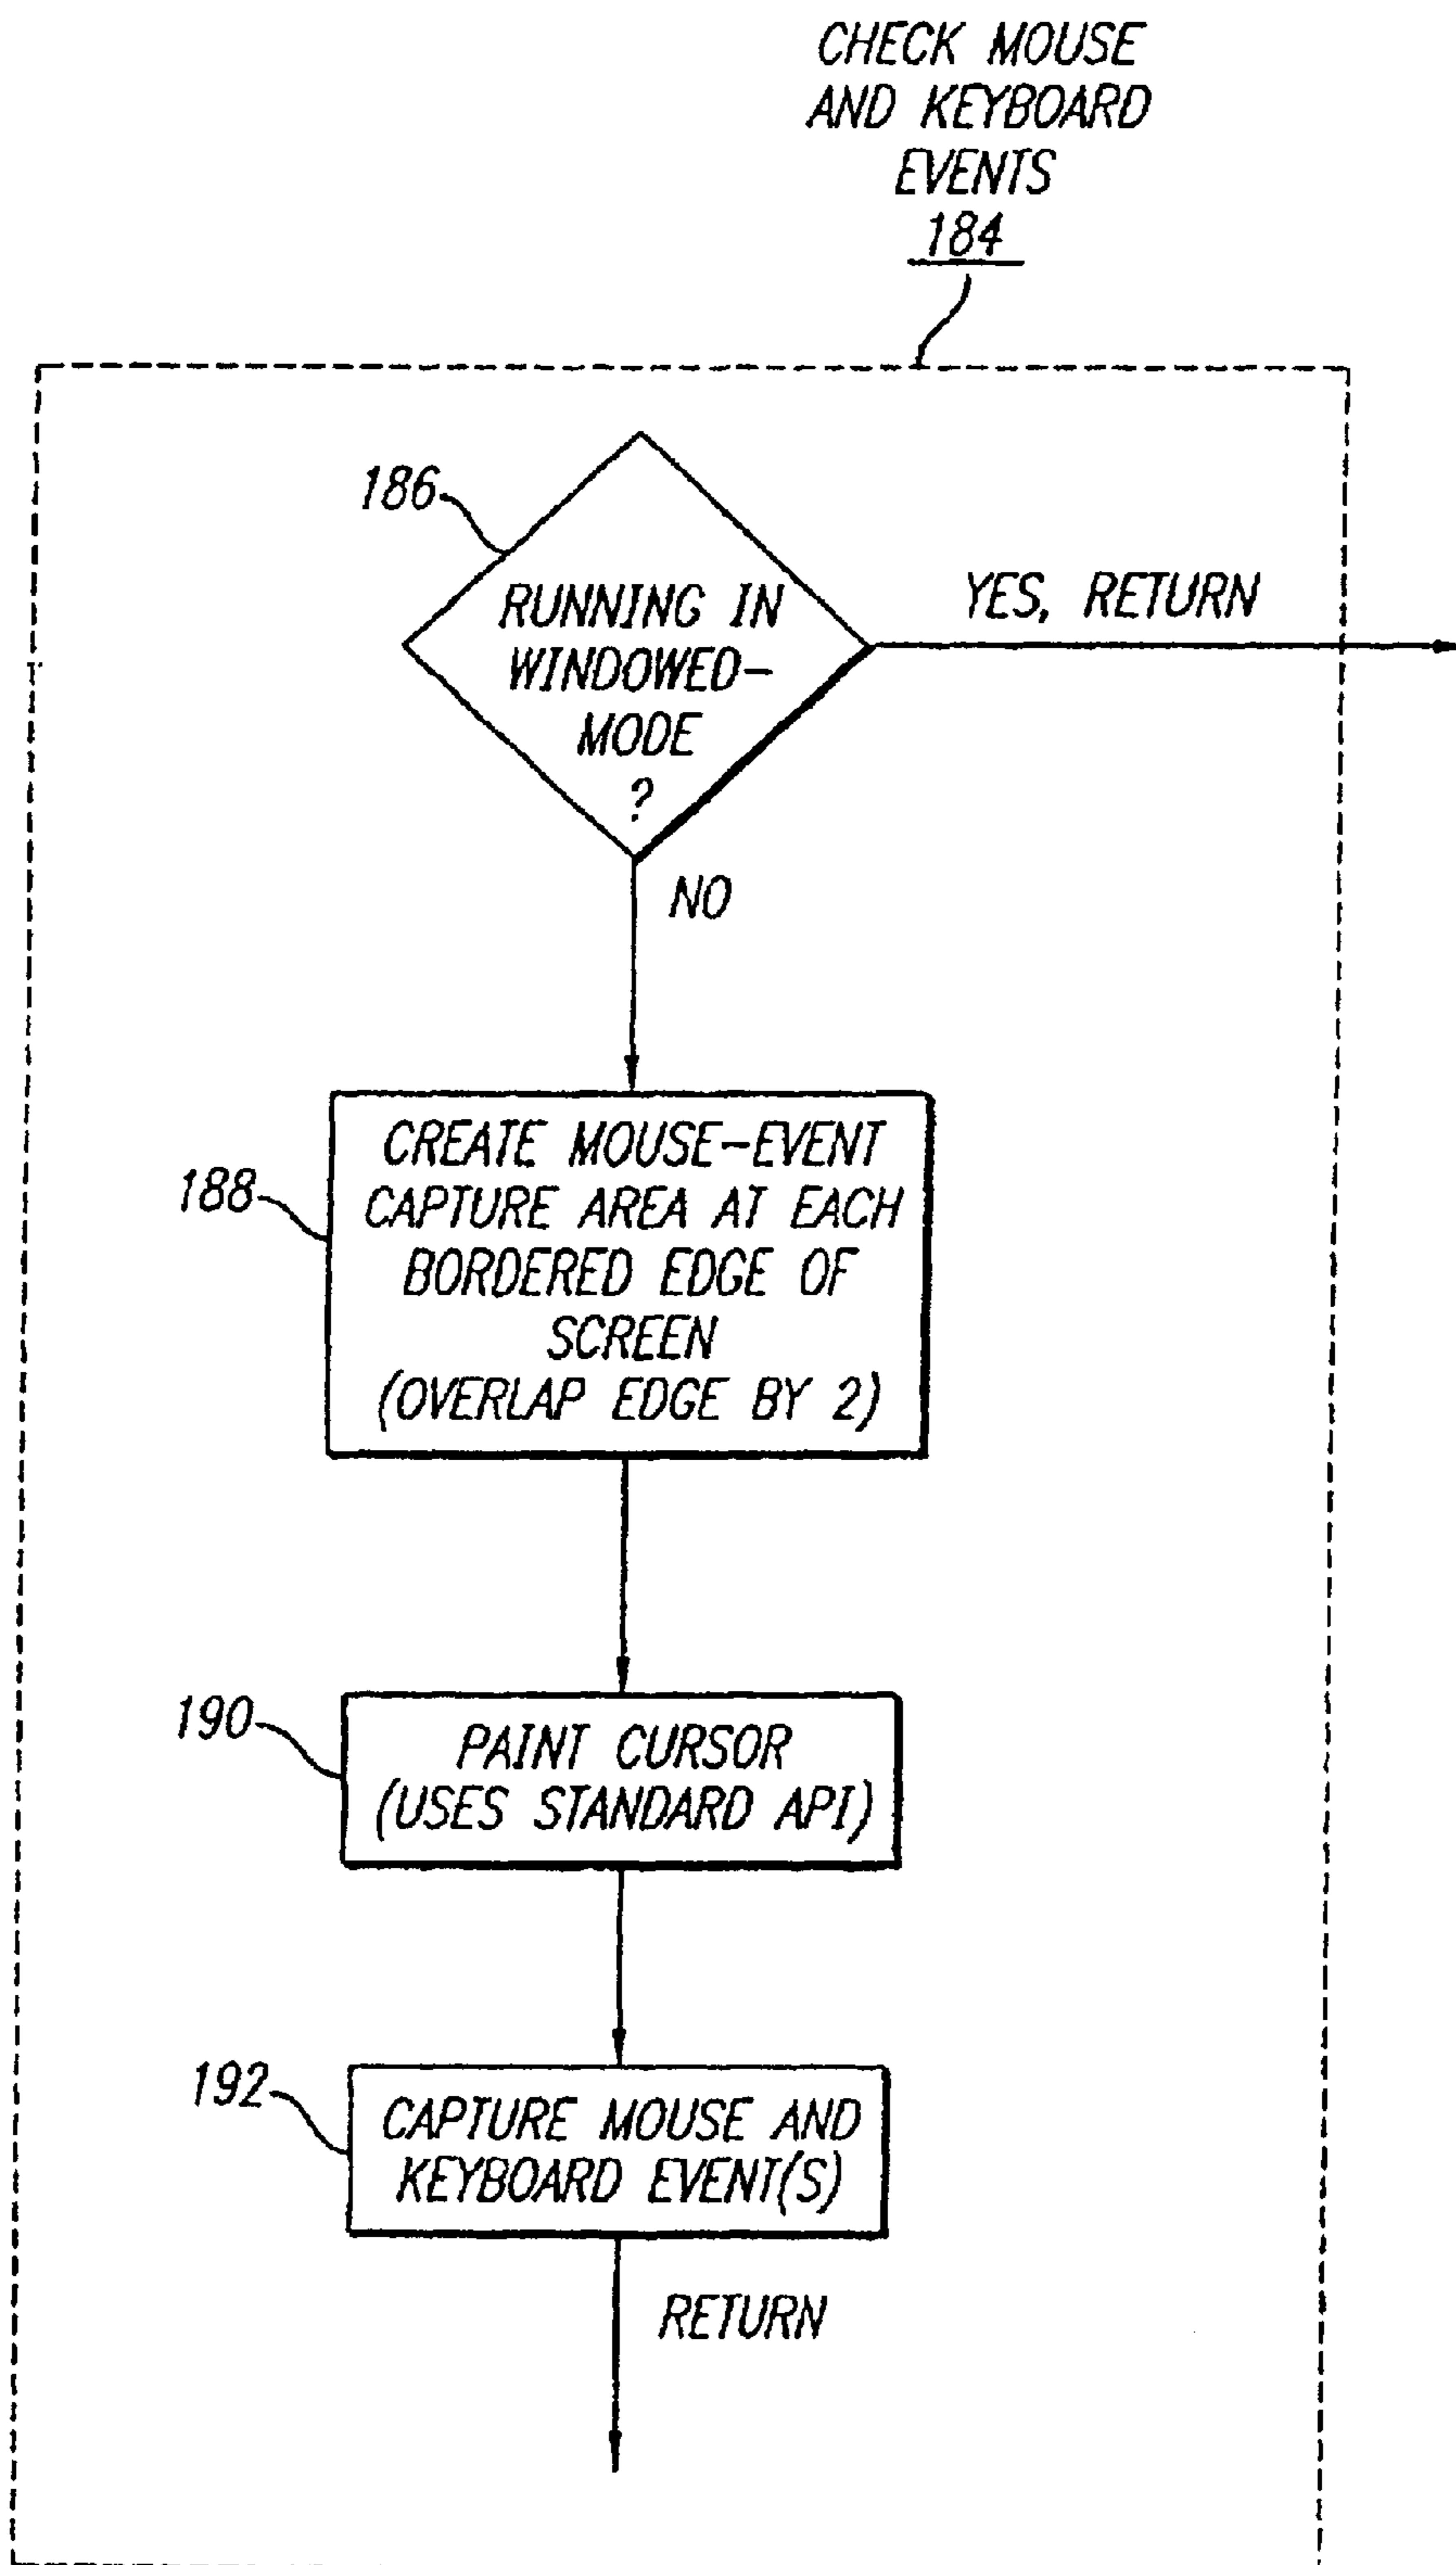 CHECK MOUSE
AND KEYBOARD
EVENTS
184
186
RUNNING IN
WINDOWED-
MODE
?
YES, RETURN
NO
188
CREATE MOUSE-EVENT
CAPTURE AREA AT EACH
BORDERED EDGE OF
SCREEN
(OVERLAP EDGE BY 2)
190
PAINT CURSOR
(USES STANDARD API)
192
CAPTURE MOUSE AND
KEYBOARD EVENT(S)
RETURN